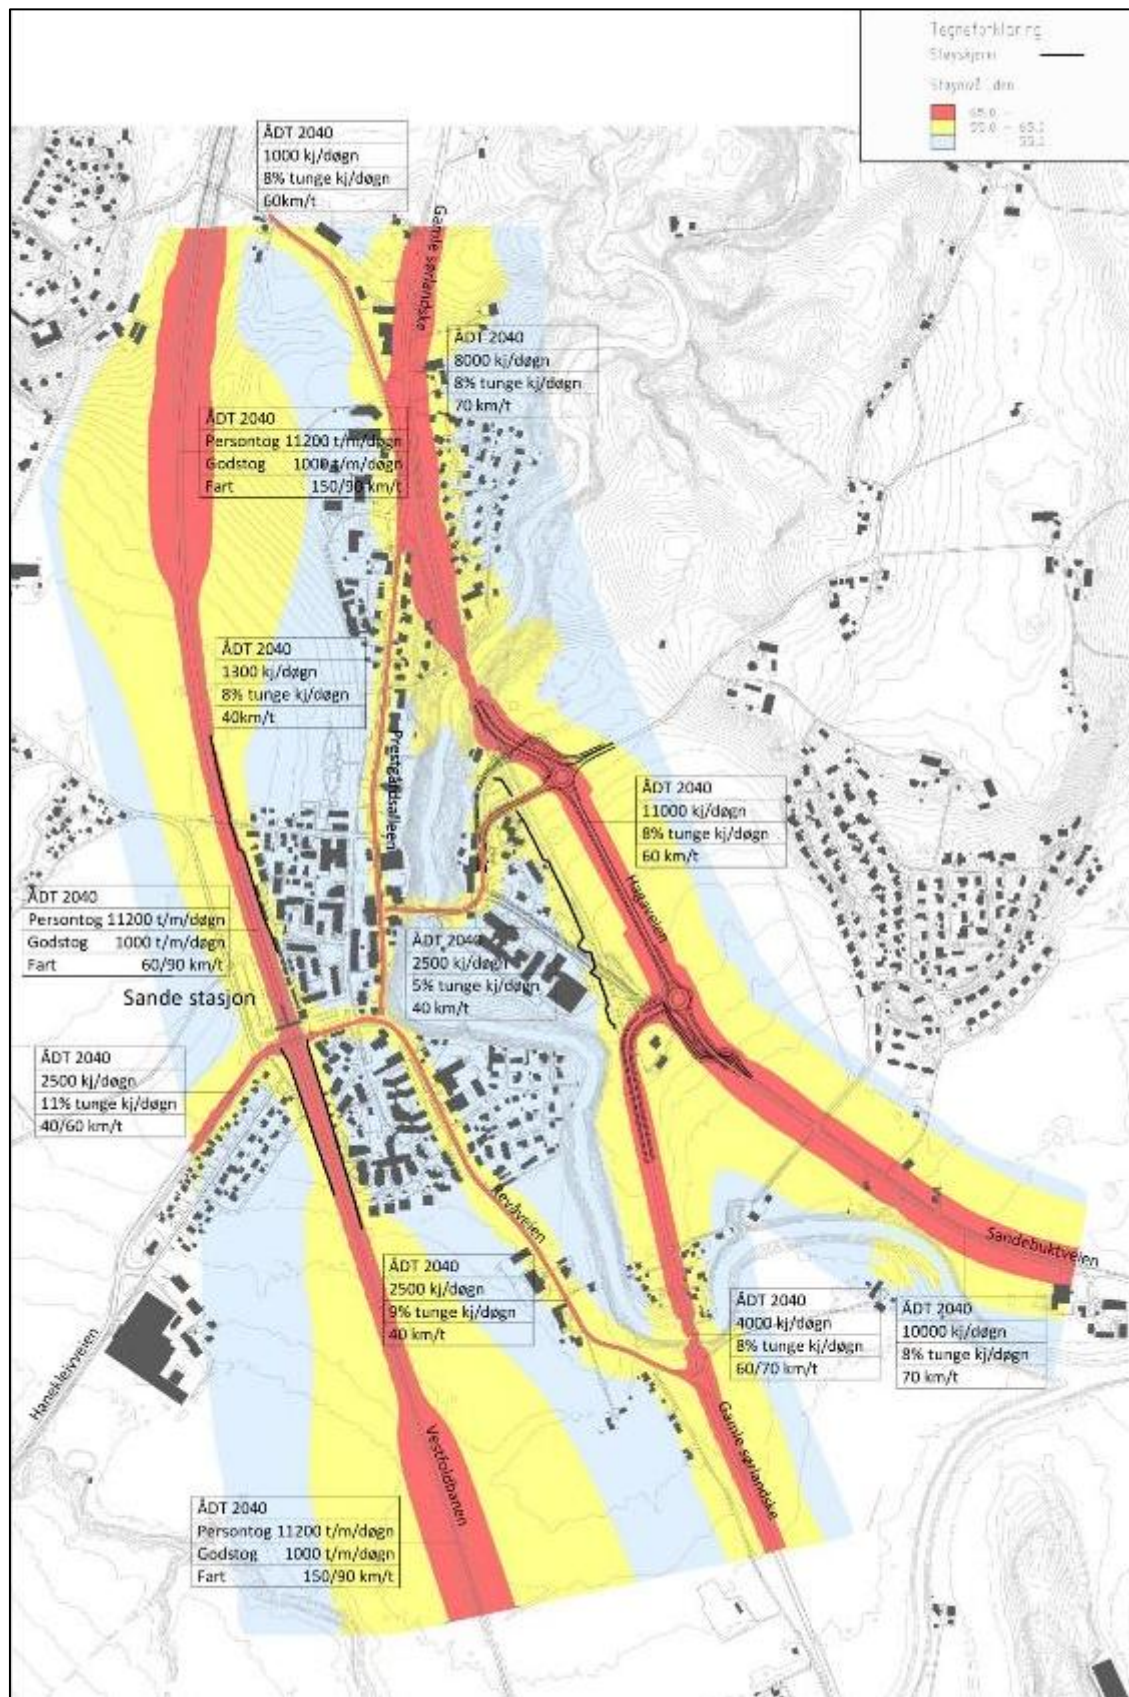 Tegneforklaring
Støyskjerm
Støynivå
ÅDT 2040
1000 kj/døgn
8% tunge kj/døgn
60km/t
Gamle sørlandske
ÅDT 2040
8000 kj/døgn
8% tunge kj/døgn
70 km/t
ÅDT 2040
Persontog 11200 t/m/døgn
Godstog 1000 t/m/døgn
Fart 150/90 km/t
ÅDT 2040
1300 kj/døgn
8% tunge kj/døgn
40km/t
Prestgårdsalleen
ÅDT 2040
11000 kj/døgn
8% tunge kj/døgn
60 km/t
Hagaveien
ÅDT 2040
Persontog 11200 t/m/døgn
Godstog 1000 t/m/døgn
Fart 60/90 km/t
Sande stasjon
ÅDT 2040
2500 kj/døgn
5% tunge kj/døgn
40 km/t
ÅDT 2040
2500 kj/døgn
11% tunge kj/døgn
40/60 km/t
Revåveien
Sandebuktveien
ÅDT 2040
2500 kj/døgn
9% tunge kj/døgn
40 km/t
ÅDT 2040
4000 kj/døgn
8% tunge kj/døgn
60/70 km/t
ÅDT 2040
10000 kj/døgn
8% tunge kj/døgn
70 km/t
Hanekleivveien
Vestfoldbanen
Gamle sørlandske
ÅDT 2040
Persontog 11200 t/m/døgn
Godstog 1000 t/m/døgn
Fart 150/90 km/t